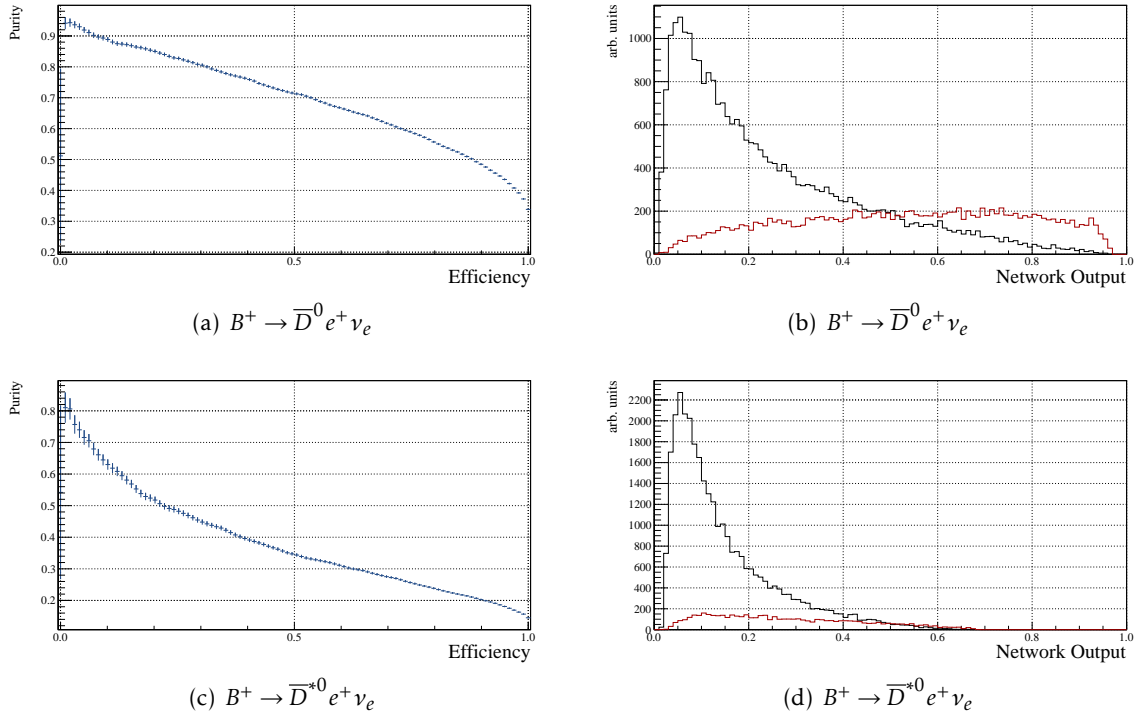 Purity
0.9
0.8
0.7
0.6
0.5
0.4
0.3
0.2
0.0 0.5 1.0
Efficiency
(a) B⁺ → D̅⁰e⁺νₑ
arb. units
1000
800
600
400
200
0
0.0 0.2 0.4 0.6 0.8 1.0
Network Output
(b) B⁺ → D̅⁰e⁺νₑ
Purity
0.8
0.7
0.6
0.5
0.4
0.3
0.2
0.0 0.5 1.0
Efficiency
(c) B⁺ → D̅*⁰e⁺νₑ
arb. units
2200
2000
1800
1600
1400
1200
1000
800
600
400
200
0
0.0 0.2 0.4 0.6 0.8 1.0
Network Output
(d) B⁺ → D̅*⁰e⁺νₑ